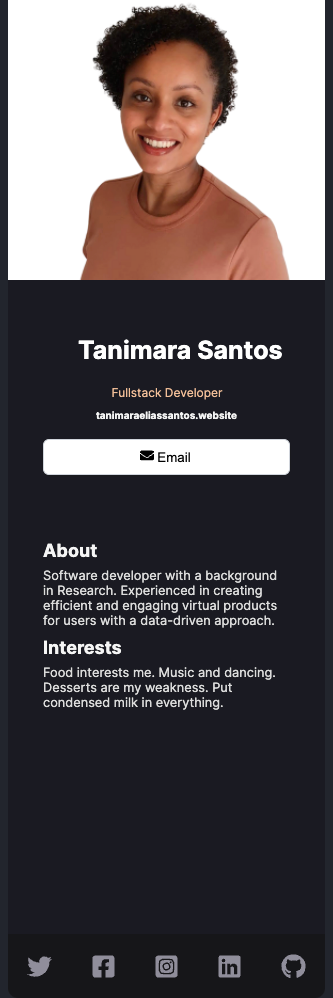 Tanimara Santos
Fullstack Developer
tanimaraeliassantos.website
Email
About
Software developer with a background
in Research. Experienced in creating
efficient and engaging virtual products
for users with a data-driven approach.
Interests
Food interests me. Music and dancing.
Desserts are my weakness. Put
condensed milk in everything.